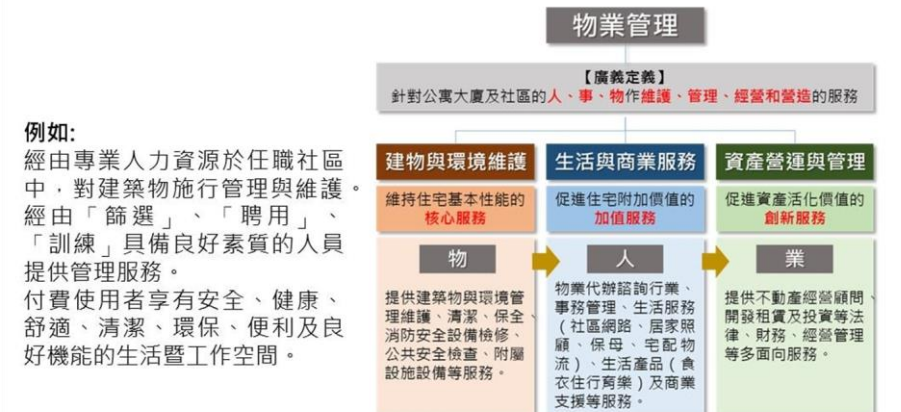 例如:
經由專業人力資源於任職社區
中，對建築物施行管理與維護。
經由「篩選」、「聘用」、
「訓練」具備良好素質的人員
提供管理服務。
付費使用者享有安全、健康、
舒適、清潔、環保、便利及良
好機能的生活暨工作空間。
物業管理
【廣義定義】
針對公寓大廈及社區的人、事、物作維護、管理、經營和營造的服務
建物與環境維護
維持住宅基本性能的
核心服務
物
提供建築物與環境管
理維護、清潔、保全、
消防安全設備檢修、
公共安全檢查、附屬
設施設備等服務。
生活與商業服務
促進住宅附加價值的
加值服務
人
物業代辦諮詢行業、
事務管理、生活服務
（社區網路、居家照
顧、保母、宅配物
流）、生活產品（食
衣住行育樂）及商業
支援等服務。
資產營運與管理
促進資產活化價值的
創新服務
業
提供不動產經營顧問、
開發租賃及投資等法
律、財務、經營管理
等多面向服務。